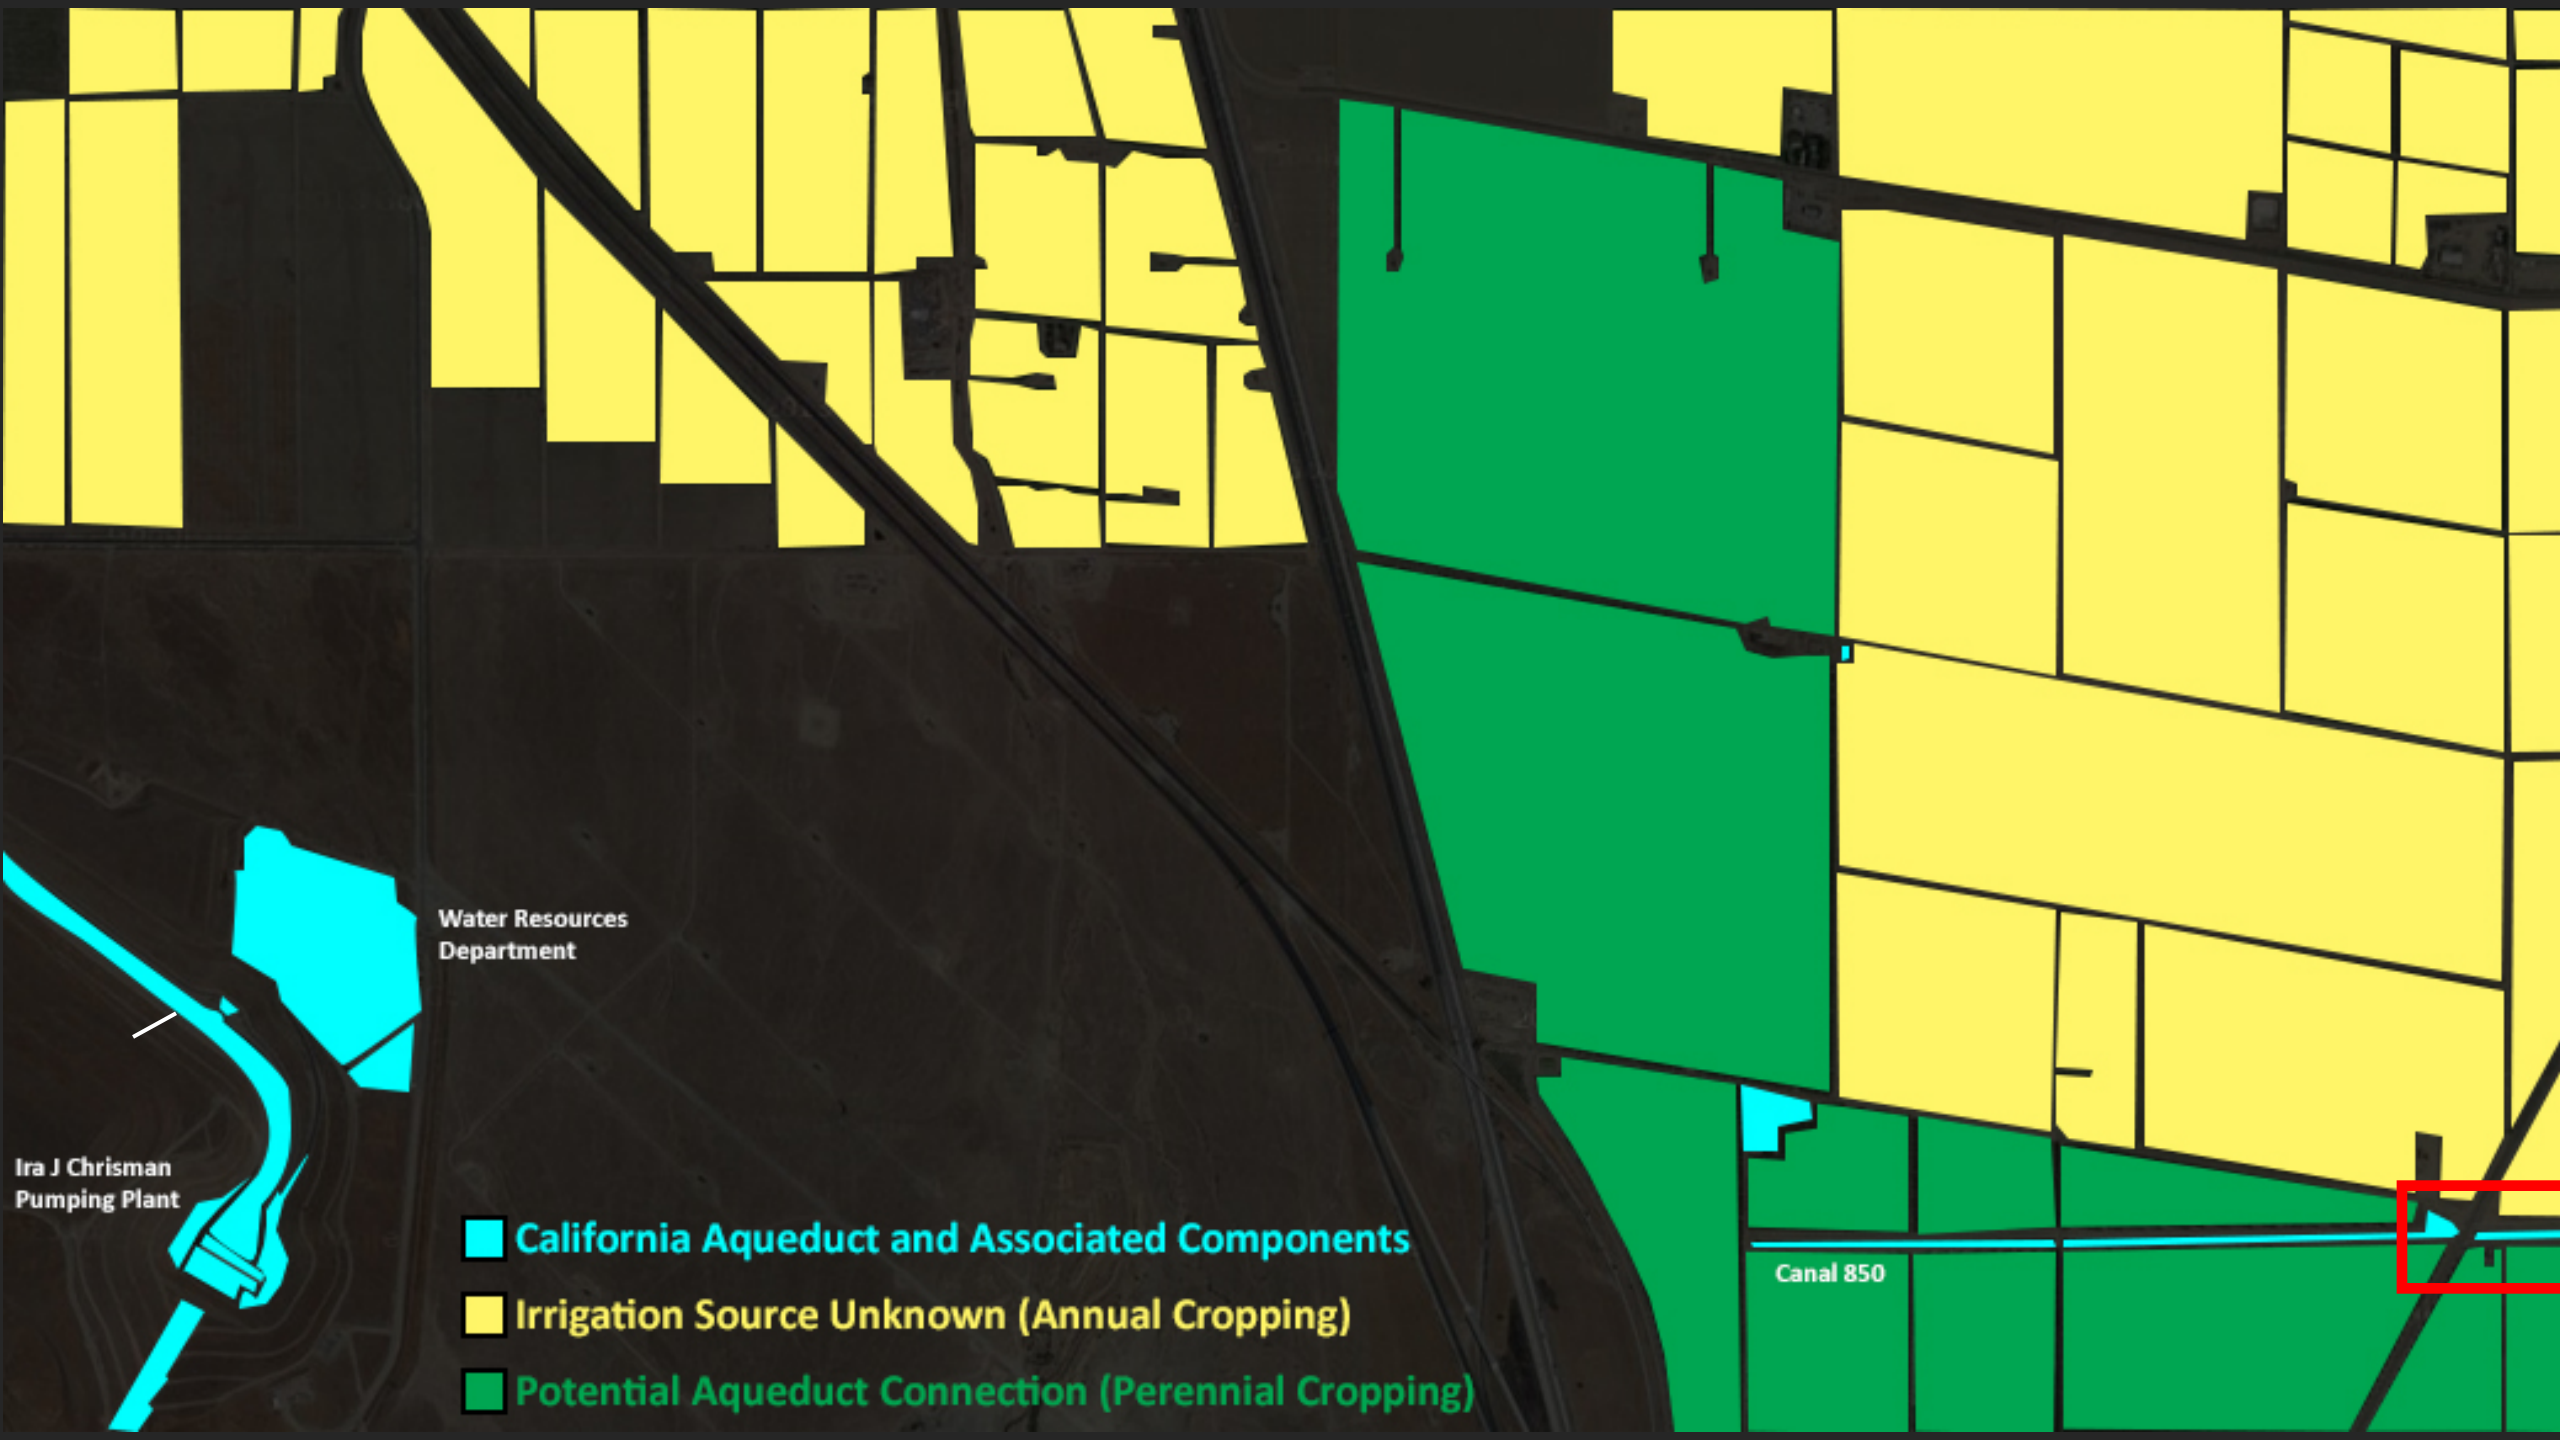 Water Resources
Department
Ira J Chrisman
Pumping Plant
California Aqueduct and Associated Components
Irrigation Source Unknown (Annual Cropping)
Potential Aqueduct Connection (Perennial Cropping)
Canal 850